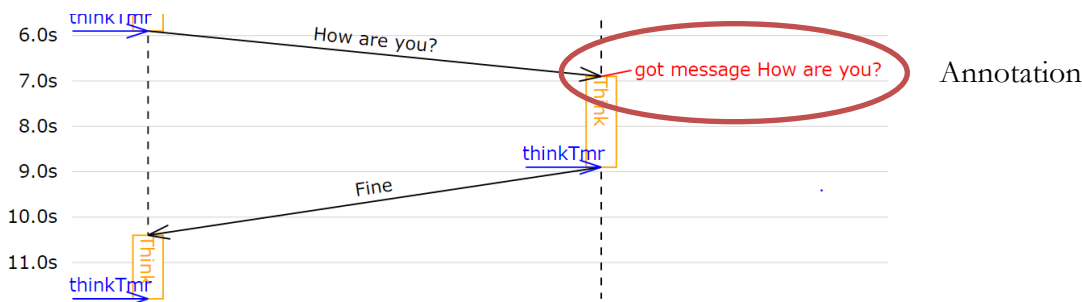 thinkTmr
6.0s
How are you?
7.0s
got message How are you?
Annotation
Think
8.0s
thinkTmr
9.0s
Fine
10.0s
Think
11.0s
thinkTmr